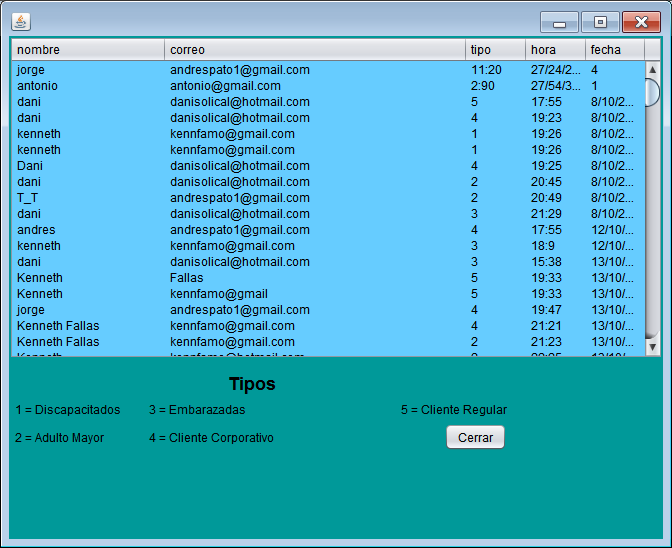 nombre correo tipo hora fecha
jorge andrespato1@gmail.com 11:20 27/24/2... 4
antonio antonio@gmail.com 2:90 27/54/3... 1
dani danisolical@hotmail.com 5 17:55 8/10/2...
dani danisolical@hotmail.com 4 19:23 8/10/2...
kenneth kennfamo@gmail.com 1 19:26 8/10/2...
kenneth kennfamo@gmail.com 1 19:26 8/10/2...
Dani danisolical@hotmail.com 4 19:25 8/10/2...
dani danisolical@hotmail.com 2 20:45 8/10/2...
T_T andrespato1@gmail.com 2 20:49 8/10/2...
dani danisolical@hotmail.com 3 21:29 8/10/2...
andres andrespato1@gmail.com 4 17:55 12/10/...
kenneth kennfamo@gmail.com 3 18:9 12/10/...
dani danisolical@hotmail.com 3 15:38 13/10/...
Kenneth Fallas 5 19:33 13/10/...
Kenneth kennfamo@gmail 5 19:33 13/10/...
jorge andrespato1@gmail.com 4 19:47 13/10/...
Kenneth Fallas kennfamo@gmail.com 4 21:21 13/10/...
Kenneth Fallas kennfamo@gmail.com 2 21:23 13/10/...
Kenneth kennfamo@hotmail.com
Tipos
1 = Discapacitados 3 = Embarazadas 5 = Cliente Regular
2 = Adulto Mayor 4 = Cliente Corporativo Cerrar